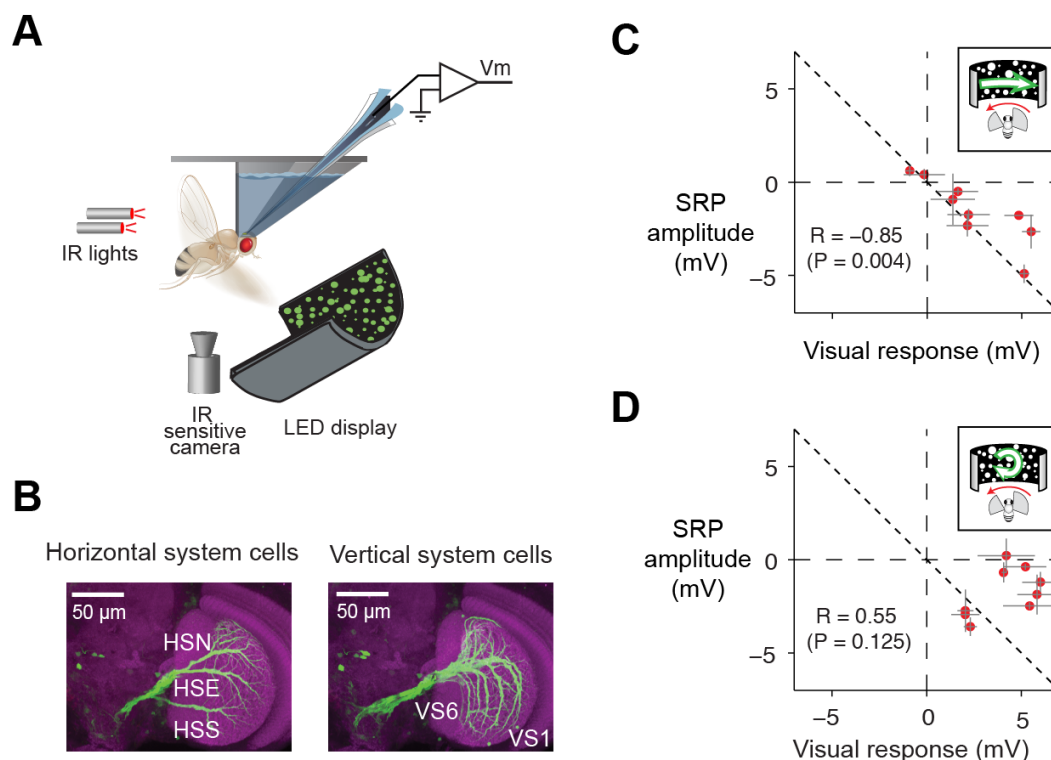 A
Vm
IR lights
IR
sensitive
camera
LED display
B
Horizontal system cells
Vertical system cells
50 µm
HSN
HSE
HSS
50 µm
VS6
VS1
C
5
0
−5
SRP
amplitude
(mV)
R = −0.85
(P = 0.004)
Visual response (mV)
D
5
0
−5
SRP
amplitude
(mV)
R = 0.55
(P = 0.125)
−5 0 5
Visual response (mV)